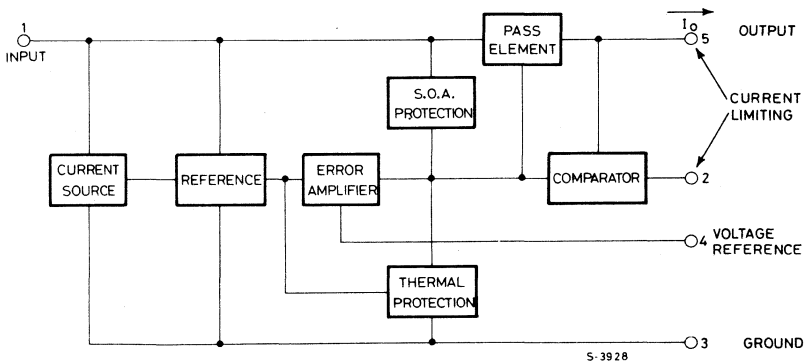 1
INPUT
PASS
ELEMENT
Io
5
OUTPUT
S.O.A.
PROTECTION
CURRENT
LIMITING
CURRENT
SOURCE
REFERENCE
ERROR
AMPLIFIER
COMPARATOR
2
4
VOLTAGE
REFERENCE
THERMAL
PROTECTION
3
GROUND
S-3928